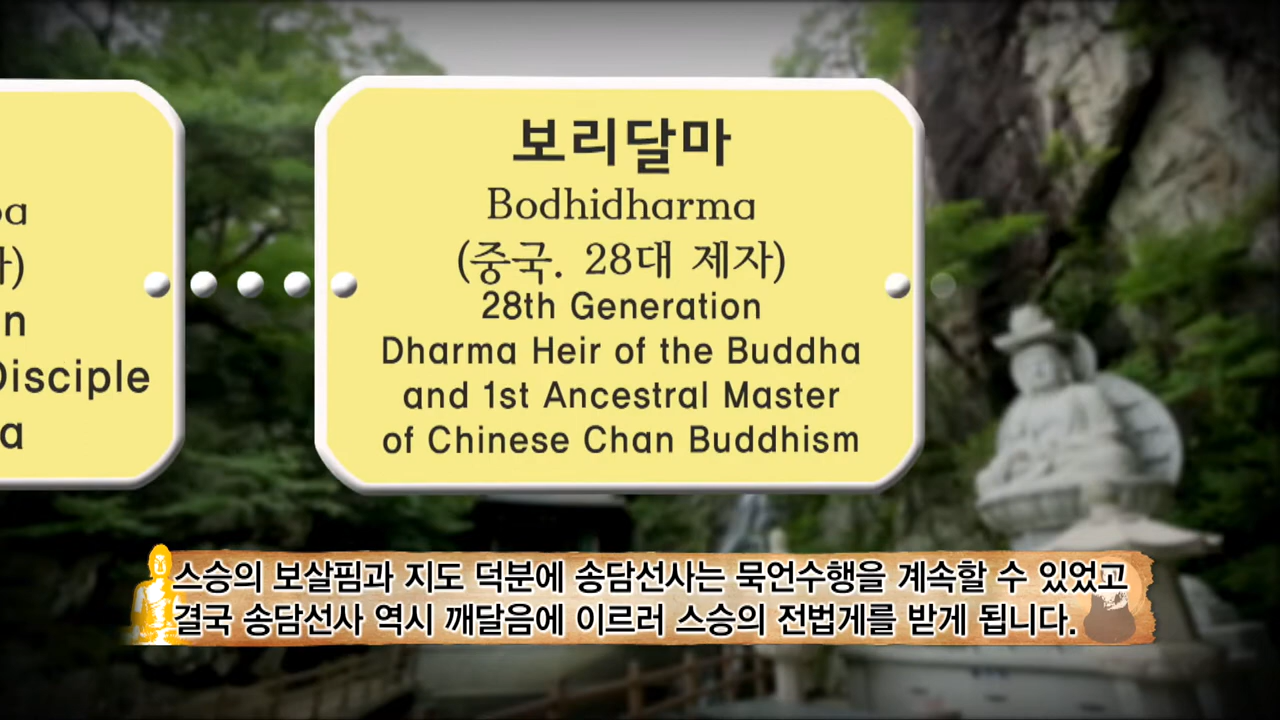 Disciple
보리달마
Bodhidharma
(중국. 28대 제자)
28th Generation
Dharma Heir of the Buddha
and 1st Ancestral Master
of Chinese Chan Buddhism
스승의 보살핌과 지도 덕분에 송담선사는 묵언수행을 계속할 수 있었고
결국 송담선사 역시 깨달음에 이르러 스승의 전법게를 받게 됩니다.